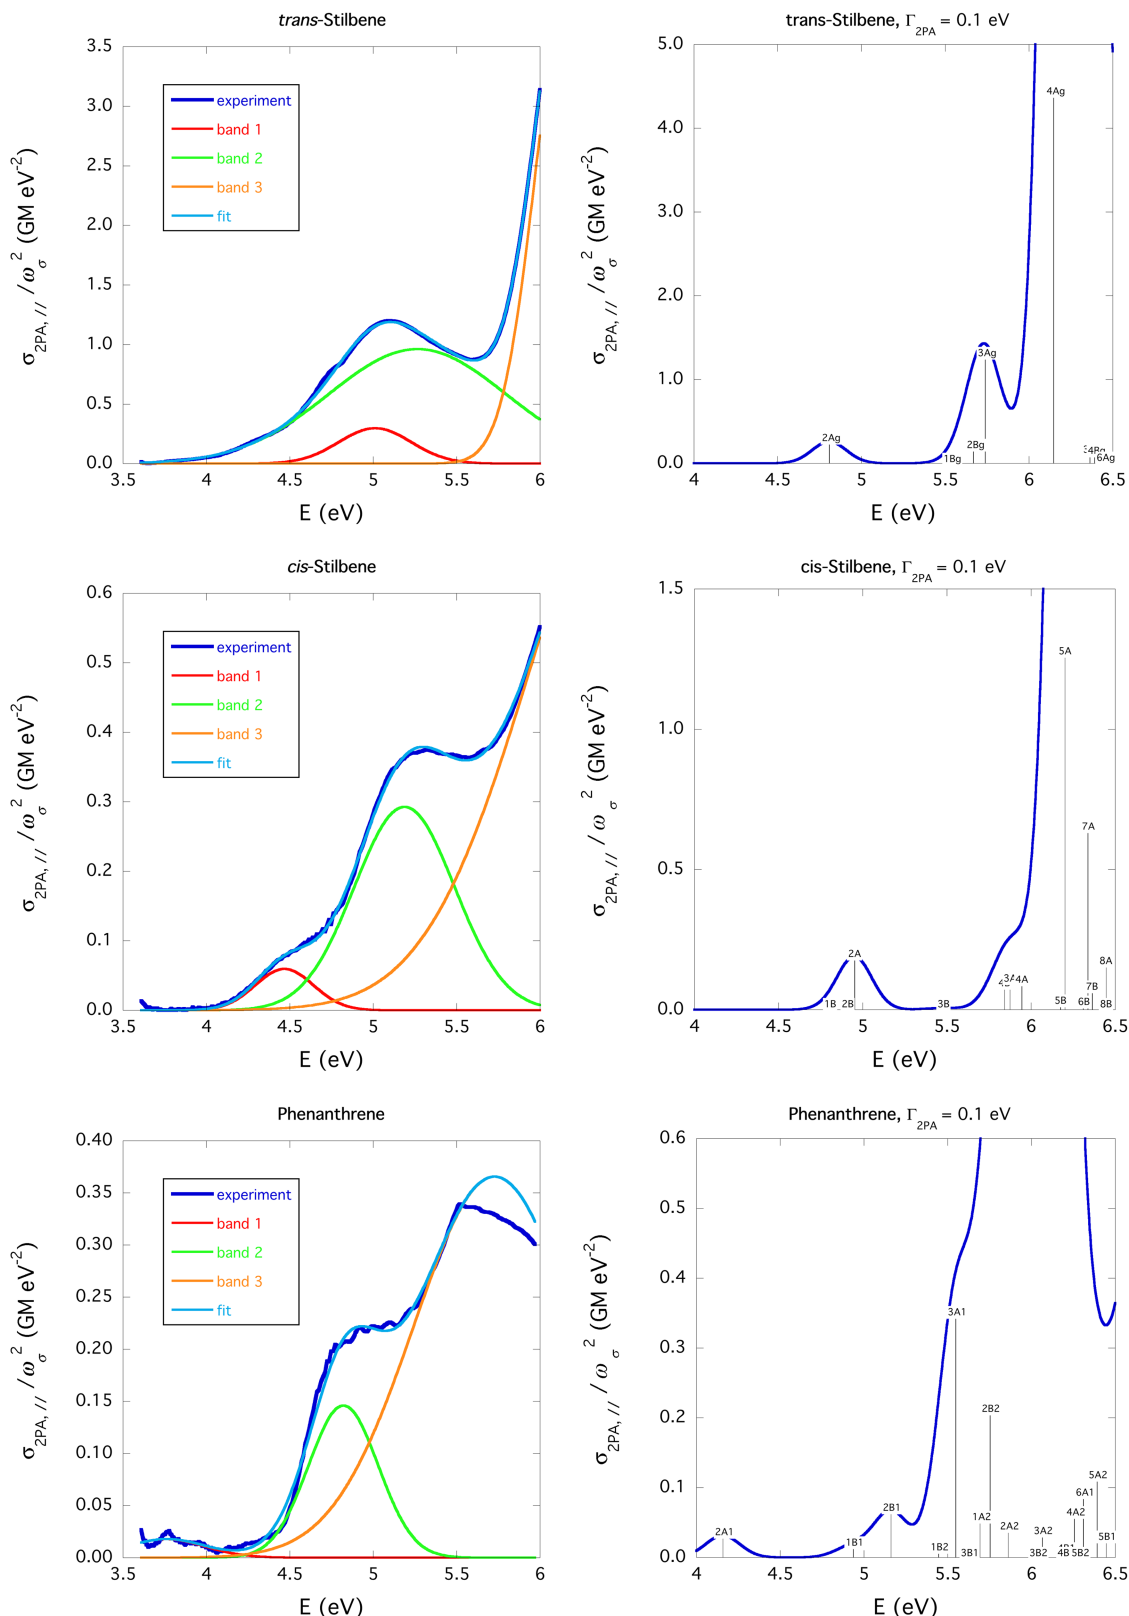 trans-Stilbene
3.5
3.0
2.5
2.0
1.5
1.0
0.5
0.0
3.5 4 4.5 5 5.5 6
E (eV)
σ2PA, // /ωσ2 (GM eV-2)
experiment
band 1
band 2
band 3
fit
trans-Stilbene, Γ2PA = 0.1 eV
5.0
4.0
3.0
2.0
1.0
0.0
4 4.5 5 5.5 6 6.5
E (eV)
σ2PA, // /ωσ2 (GM eV-2)
4Ag
3Ag
2Ag
2Bg
1Bg
4Bg
6Ag
cis-Stilbene
0.6
0.5
0.4
0.3
0.2
0.1
0.0
3.5 4 4.5 5 5.5 6
E (eV)
σ2PA, // /ωσ2 (GM eV-2)
experiment
band 1
band 2
band 3
fit
cis-Stilbene, Γ2PA = 0.1 eV
1.5
1.0
0.5
0.0
4 4.5 5 5.5 6 6.5
E (eV)
σ2PA, // /ωσ2 (GM eV-2)
5A
7A
2A
8A
3A
4A
7B
1B 2B 3B 5B 6B 8B
Phenanthrene
0.40
0.35
0.30
0.25
0.20
0.15
0.10
0.05
0.00
3.5 4 4.5 5 5.5 6
E (eV)
σ2PA, // /ωσ2 (GM eV-2)
experiment
band 1
band 2
band 3
fit
Phenanthrene, Γ2PA = 0.1 eV
0.6
0.5
0.4
0.3
0.2
0.1
0.0
4 4.5 5 5.5 6 6.5
E (eV)
σ2PA, // /ωσ2 (GM eV-2)
3A1
2B2
5A2
6A1
2B1
4A2
1A2
2A2
3A2
2A1
5B1
1B1
1B2
3B1 3B2 5B2